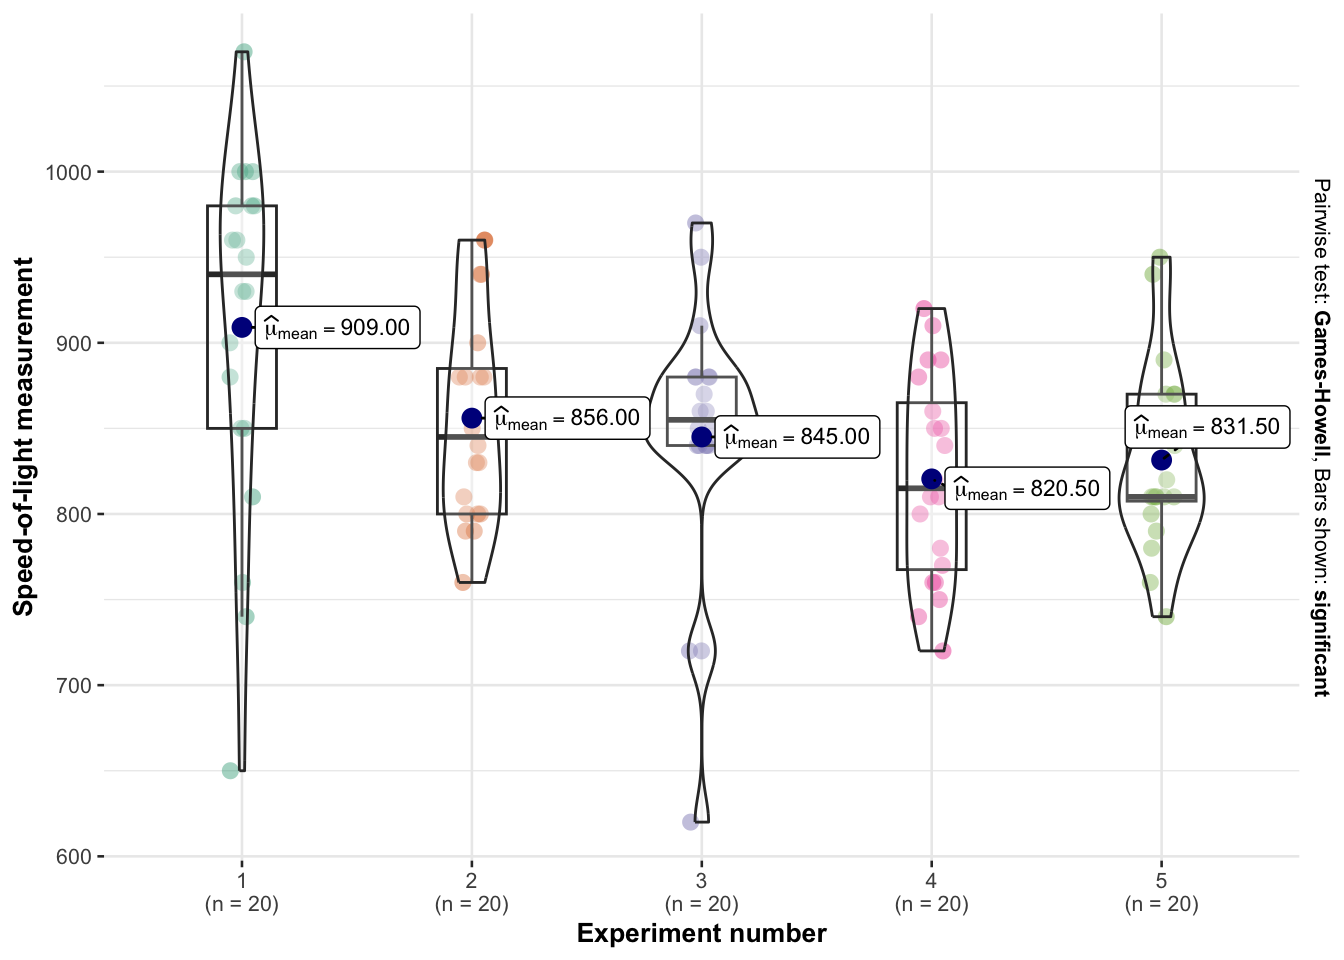 Speed-of-light measurement
1000
900
800
700
600
μ̂mean = 909.00
μ̂mean = 856.00
μ̂mean = 845.00
μ̂mean = 820.50
μ̂mean = 831.50
1
(n = 20)
2
(n = 20)
3
(n = 20)
4
(n = 20)
5
(n = 20)
Experiment number
Pairwise test: Games-Howell, Bars shown: significant